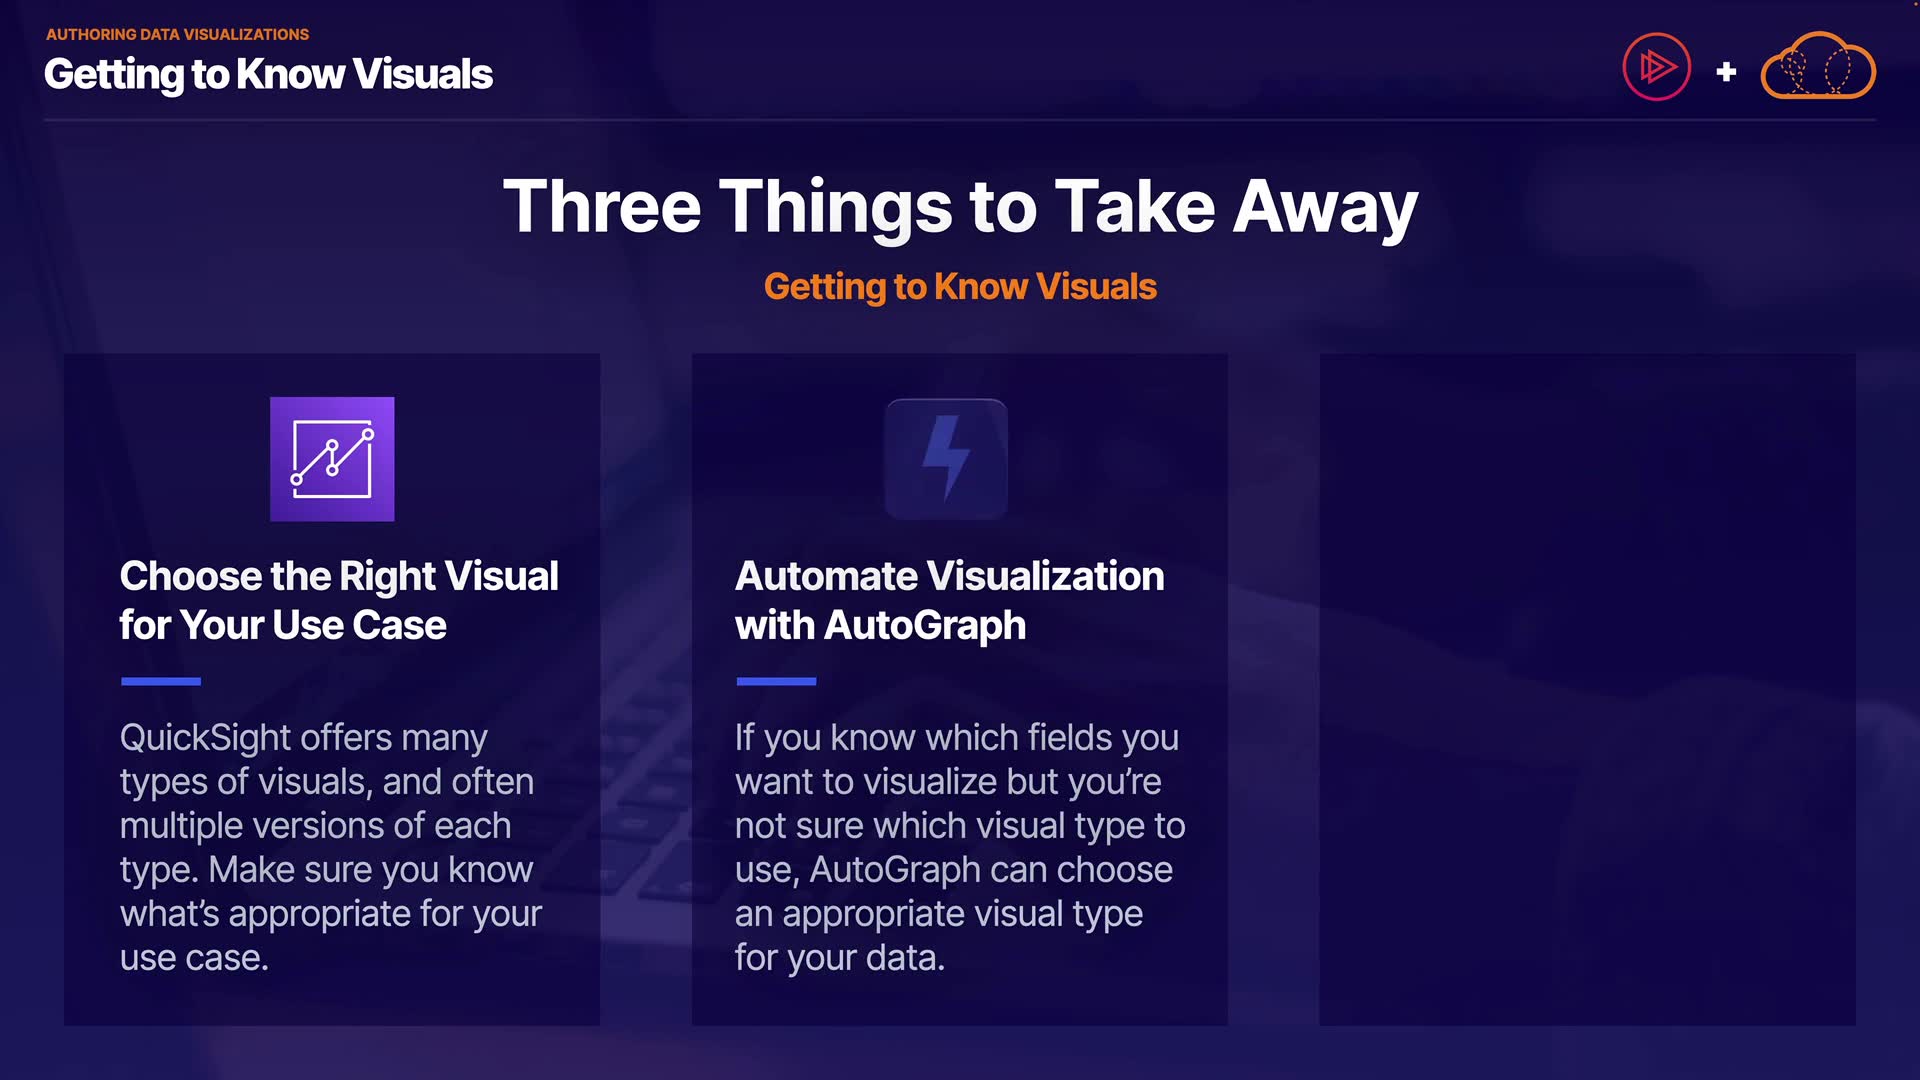 AUTHORING DATA VISUALIZATIONS
Getting to Know Visuals
Three Things to Take Away
Getting to Know Visuals
Choose the Right Visual
for Your Use Case
QuickSight offers many
types of visuals, and often
multiple versions of each
type. Make sure you know
what’s appropriate for your
use case.
Automate Visualization
with AutoGraph
If you know which fields you
want to visualize but you’re
not sure which visual type to
use, AutoGraph can choose
an appropriate visual type
for your data.